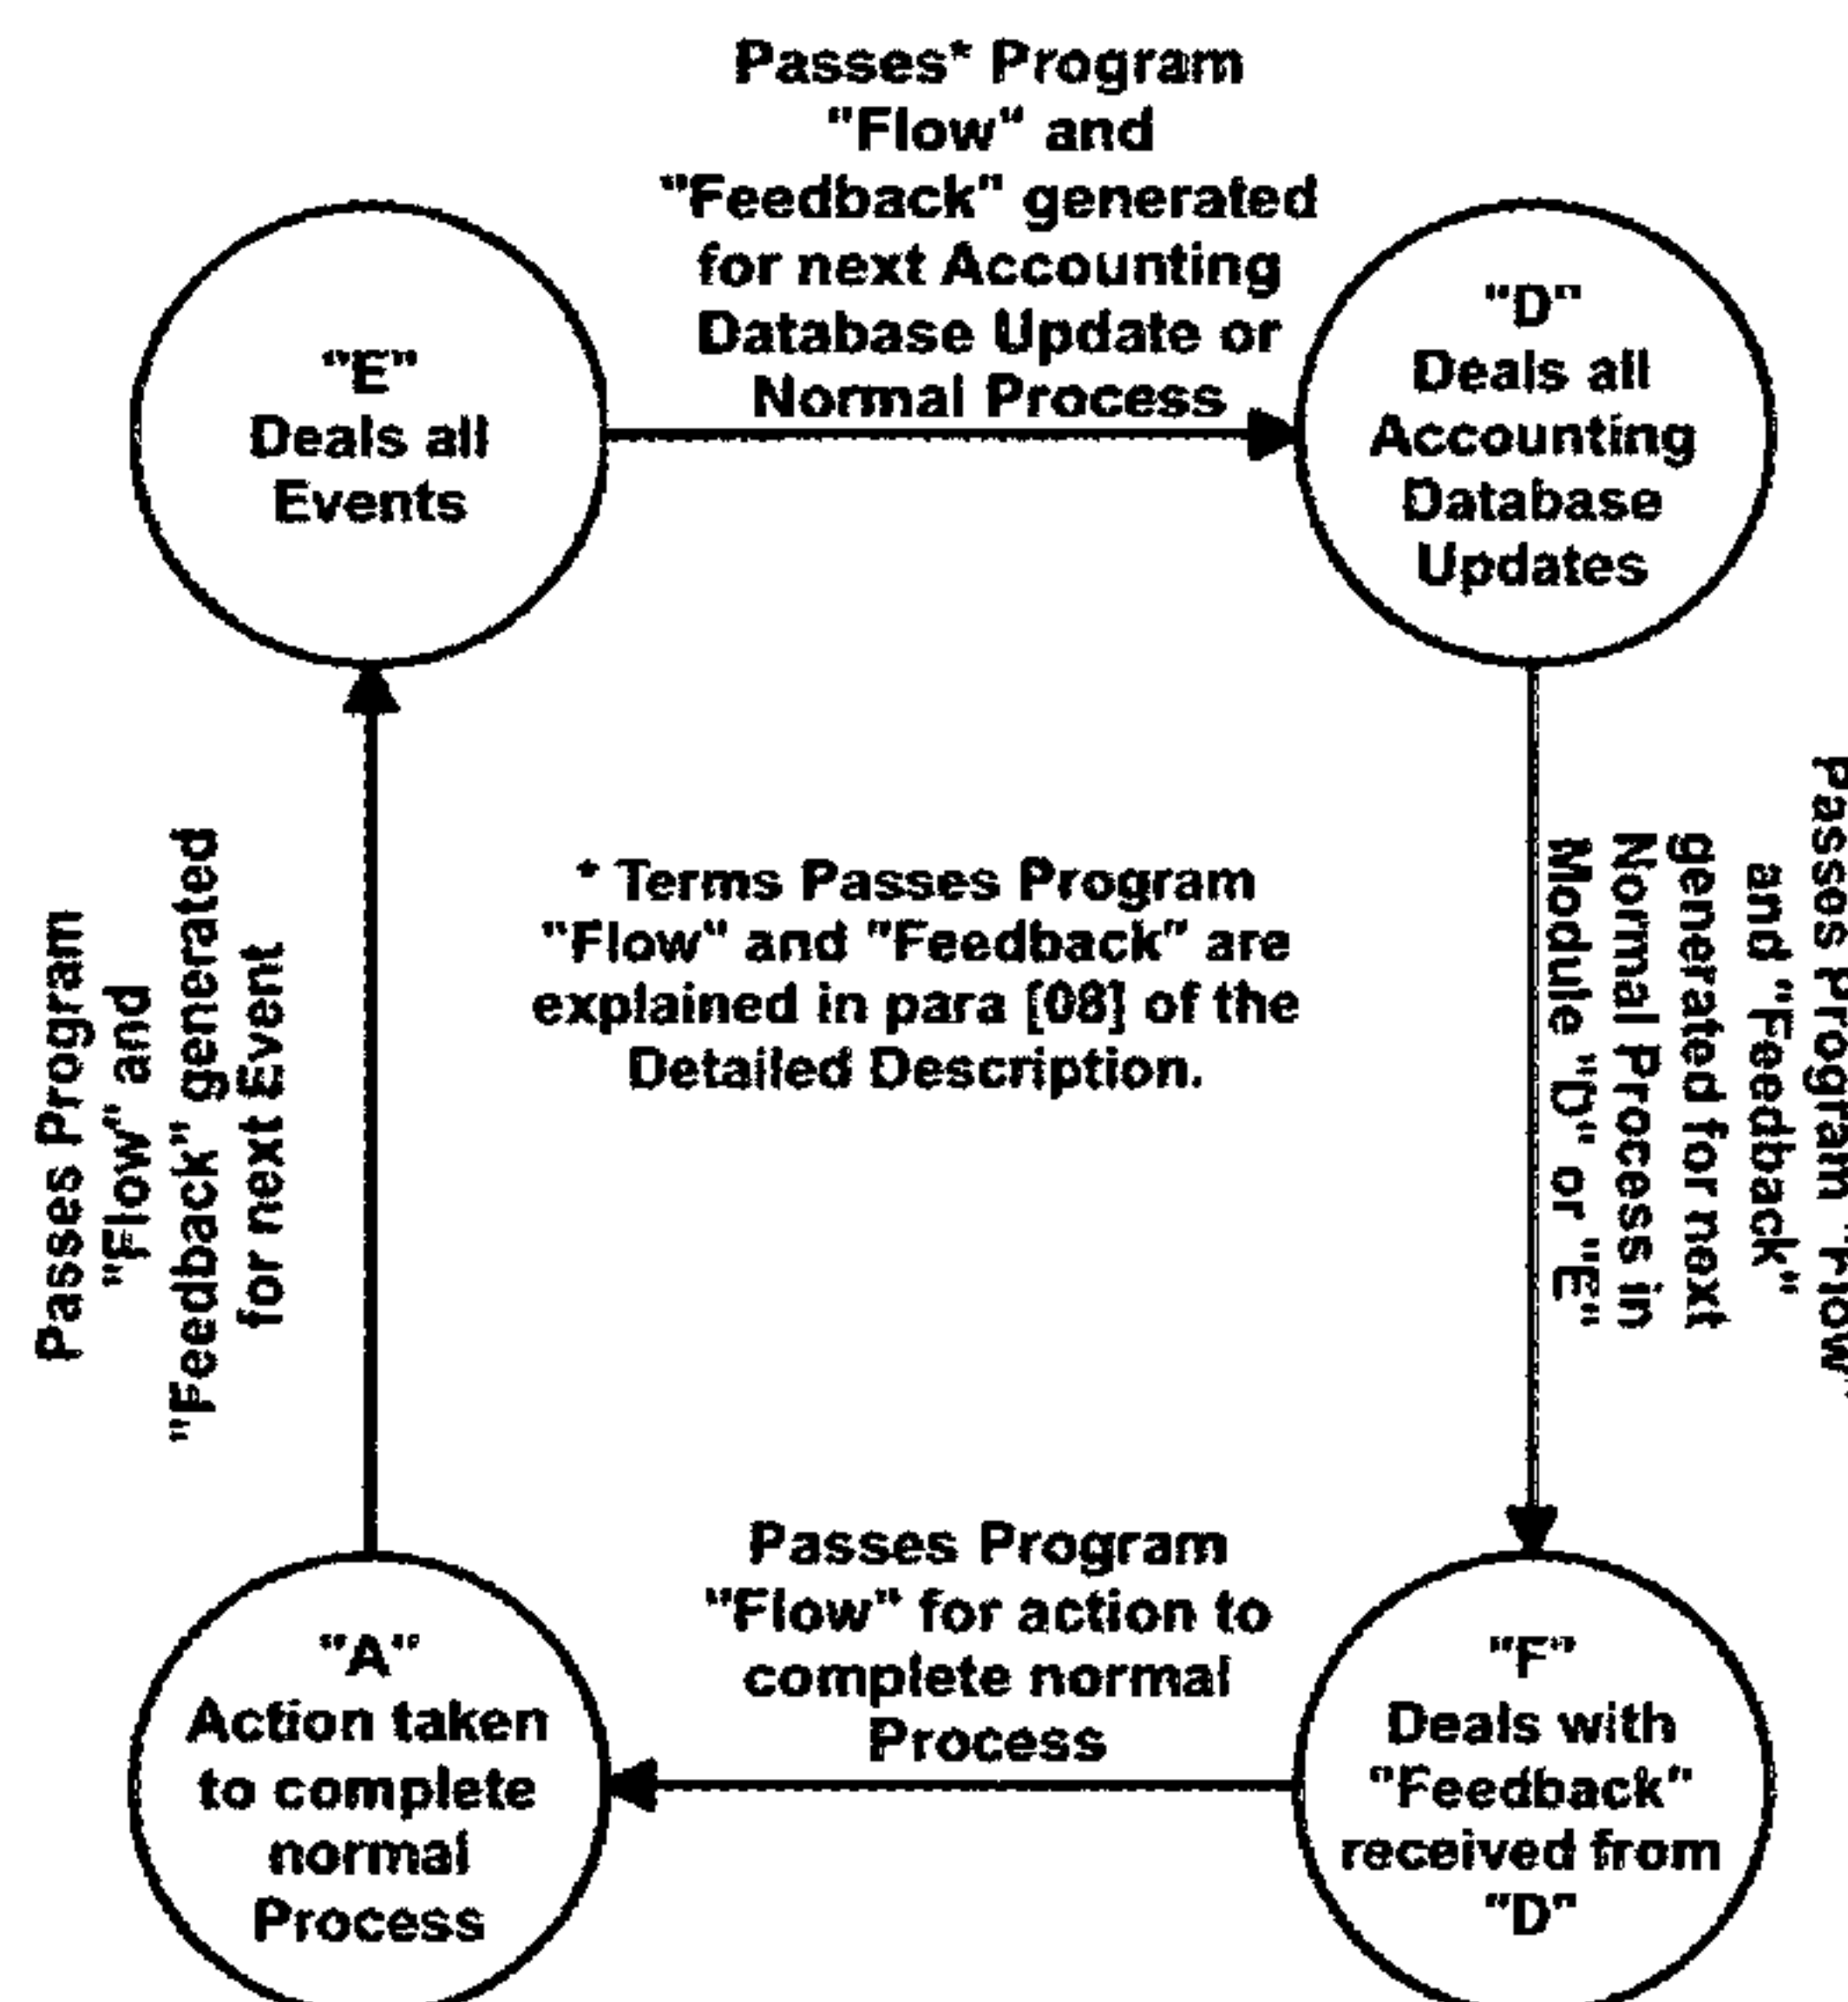 Passes* Program
"Flow" and
"Feedback" generated
for next Accounting
Database Update or
Normal Process
"E"
Deals all
Events
"D"
Deals all
Accounting
Database
Updates
Passes Program
"Flow" and
"Feedback" generated
for next Event
* Terms Passes Program
"Flow" and "Feedback" are
explained in para [08] of the
Detailed Description.
Passes Program "Flow"
and "Feedback"
generated for next
Normal Process in
Module "D" or "E"
Passes Program
"Flow" for action to
complete normal
Process
"A"
Action taken
to complete
normal
Process
"F"
Deals with
"Feedback"
received from
"D"